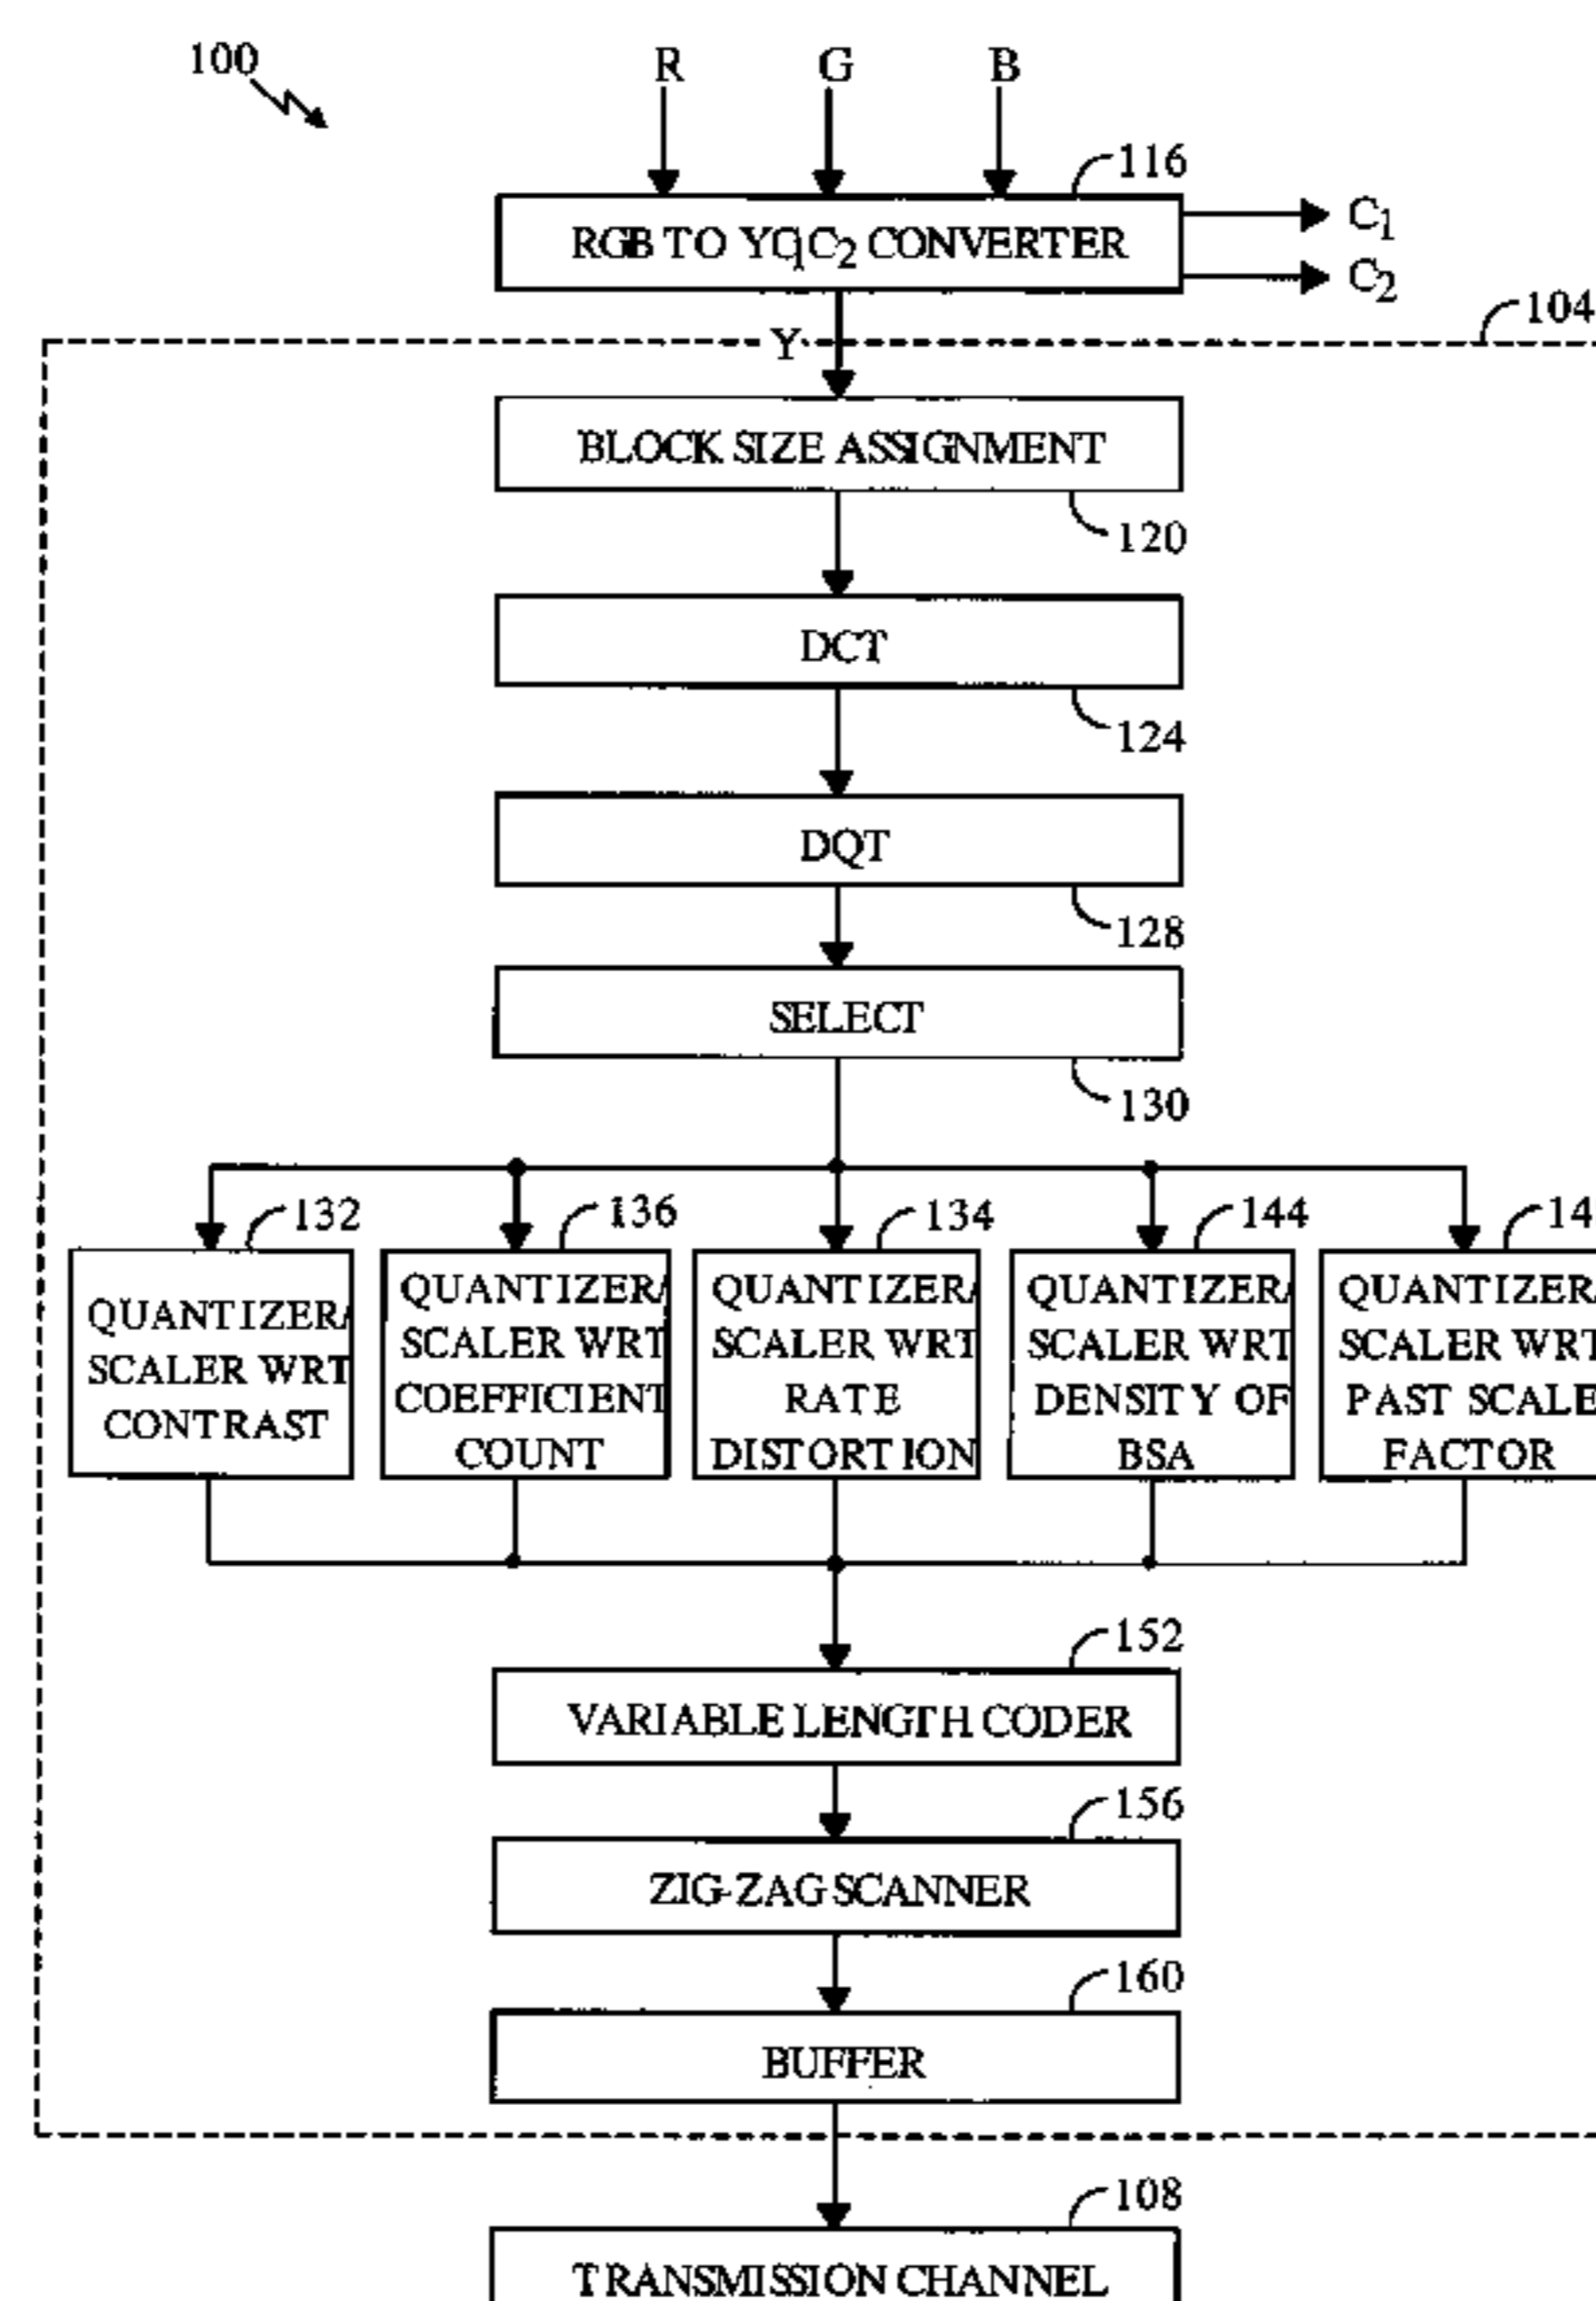 100
R G B
116
RGB TO YC1C2 CONVERTER
C1
C2
104
Y
BLOCK SIZE ASSIGNMENT
120
DCT
124
DQT
128
SELECT
130
132
136
134
144
14
QUANTIZER/
SCALER WRT
CONTRAST
QUANTIZER/
SCALER WRT
COEFFICIENT
COUNT
QUANTIZER/
SCALER WRT
RATE
DISTORTION
QUANTIZER/
SCALER WRT
DENSITY OF
BSA
QUANTIZER/
SCALER WRT
PAST SCALE
FACTOR
152
VARIABLE LENGTH CODER
156
ZIG-ZAG SCANNER
160
BUFFER
108
TRANSMISSION CHANNEL